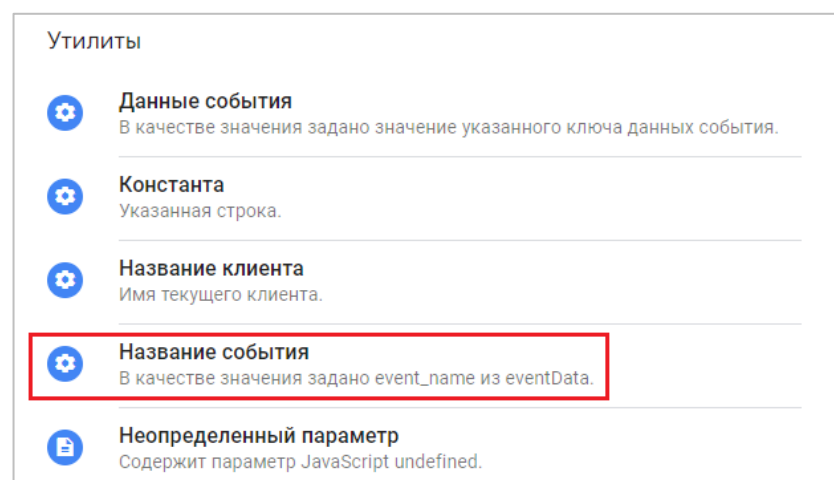 Утилиты
Данные события
В качестве значения задано значение указанного ключа данных события.
Константа
Указанная строка.
Название клиента
Имя текущего клиента.
Название события
В качестве значения задано event_name из eventData.
Неопределенный параметр
Содержит параметр JavaScript undefined.